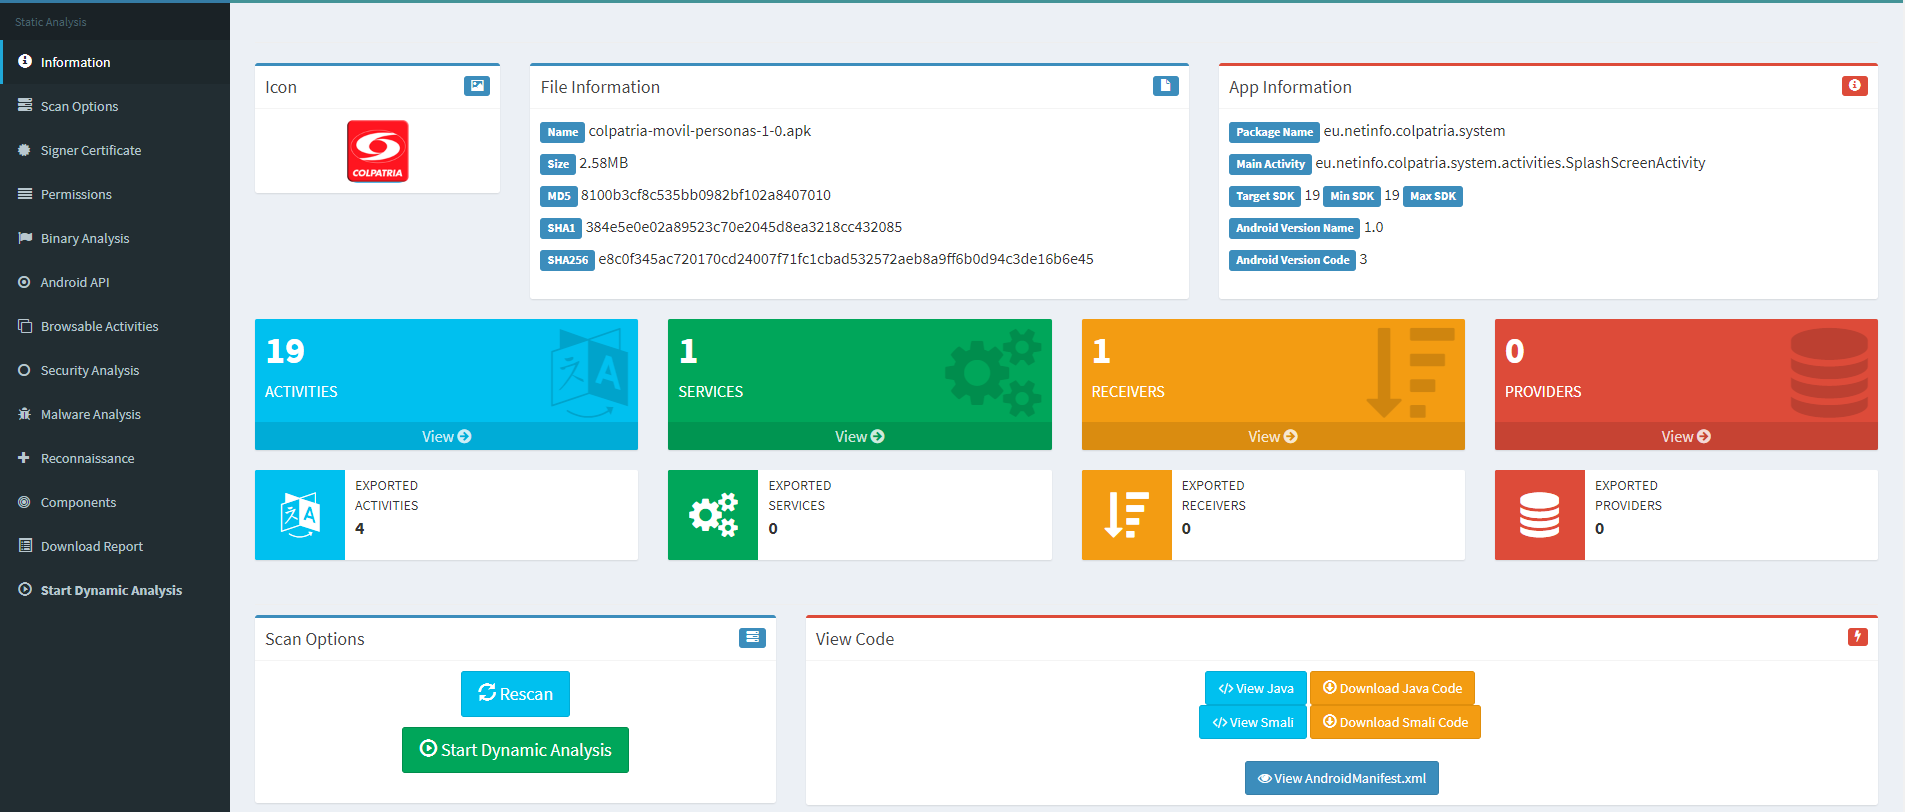 Static Analysis
Information
Scan Options
Signer Certificate
Permissions
Binary Analysis
Android API
Browsable Activities
Security Analysis
Malware Analysis
Reconnaissance
Components
Download Report
Start Dynamic Analysis
Icon
COLPATRIA
File Information
Name colpatria-movil-personas-1-0.apk
Size 2.58MB
MD5 8100b3cf8c535bb0982bf102a8407010
SHA1 384e5e0e02a89523c70e2045d8ea3218cc432085
SHA256 e8c0f345ac720170cd24007f71fc1cbad532572aeb8a9ff6b0d94c3de16b6e45
App Information
Package Name eu.netinfo.colpatria.system
Main Activity eu.netinfo.colpatria.system.activities.SplashScreenActivity
Target SDK 19 Min SDK 19 Max SDK
Android Version Name 1.0
Android Version Code 3
19
ACTIVITIES
View
1
SERVICES
View
1
RECEIVERS
View
0
PROVIDERS
View
EXPORTED
ACTIVITIES
4
EXPORTED
SERVICES
0
EXPORTED
RECEIVERS
0
EXPORTED
PROVIDERS
0
Scan Options
Rescan
Start Dynamic Analysis
View Code
View Java Download Java Code
View Smali Download Smali Code
View AndroidManifest.xml